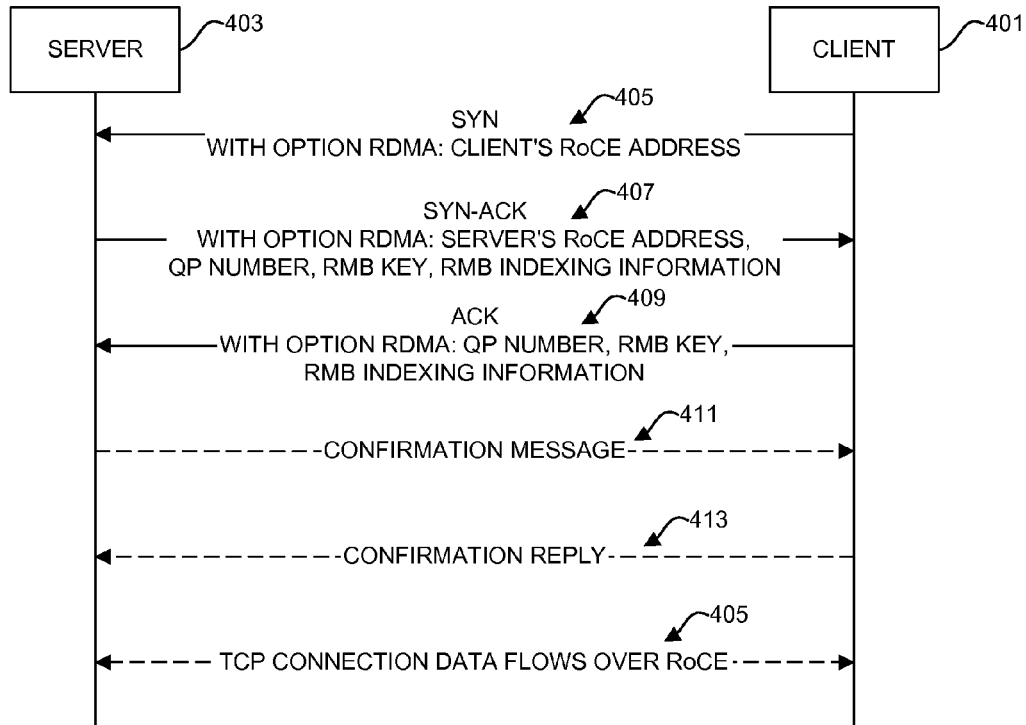 SERVER
403
CLIENT
401
405
SYN
WITH OPTION RDMA: CLIENT'S RoCE ADDRESS
407
SYN-ACK
WITH OPTION RDMA: SERVER'S RoCE ADDRESS,
QP NUMBER, RMB KEY, RMB INDEXING INFORMATION
409
ACK
WITH OPTION RDMA: QP NUMBER, RMB KEY,
RMB INDEXING INFORMATION
411
CONFIRMATION MESSAGE
413
CONFIRMATION REPLY
405
TCP CONNECTION DATA FLOWS OVER RoCE